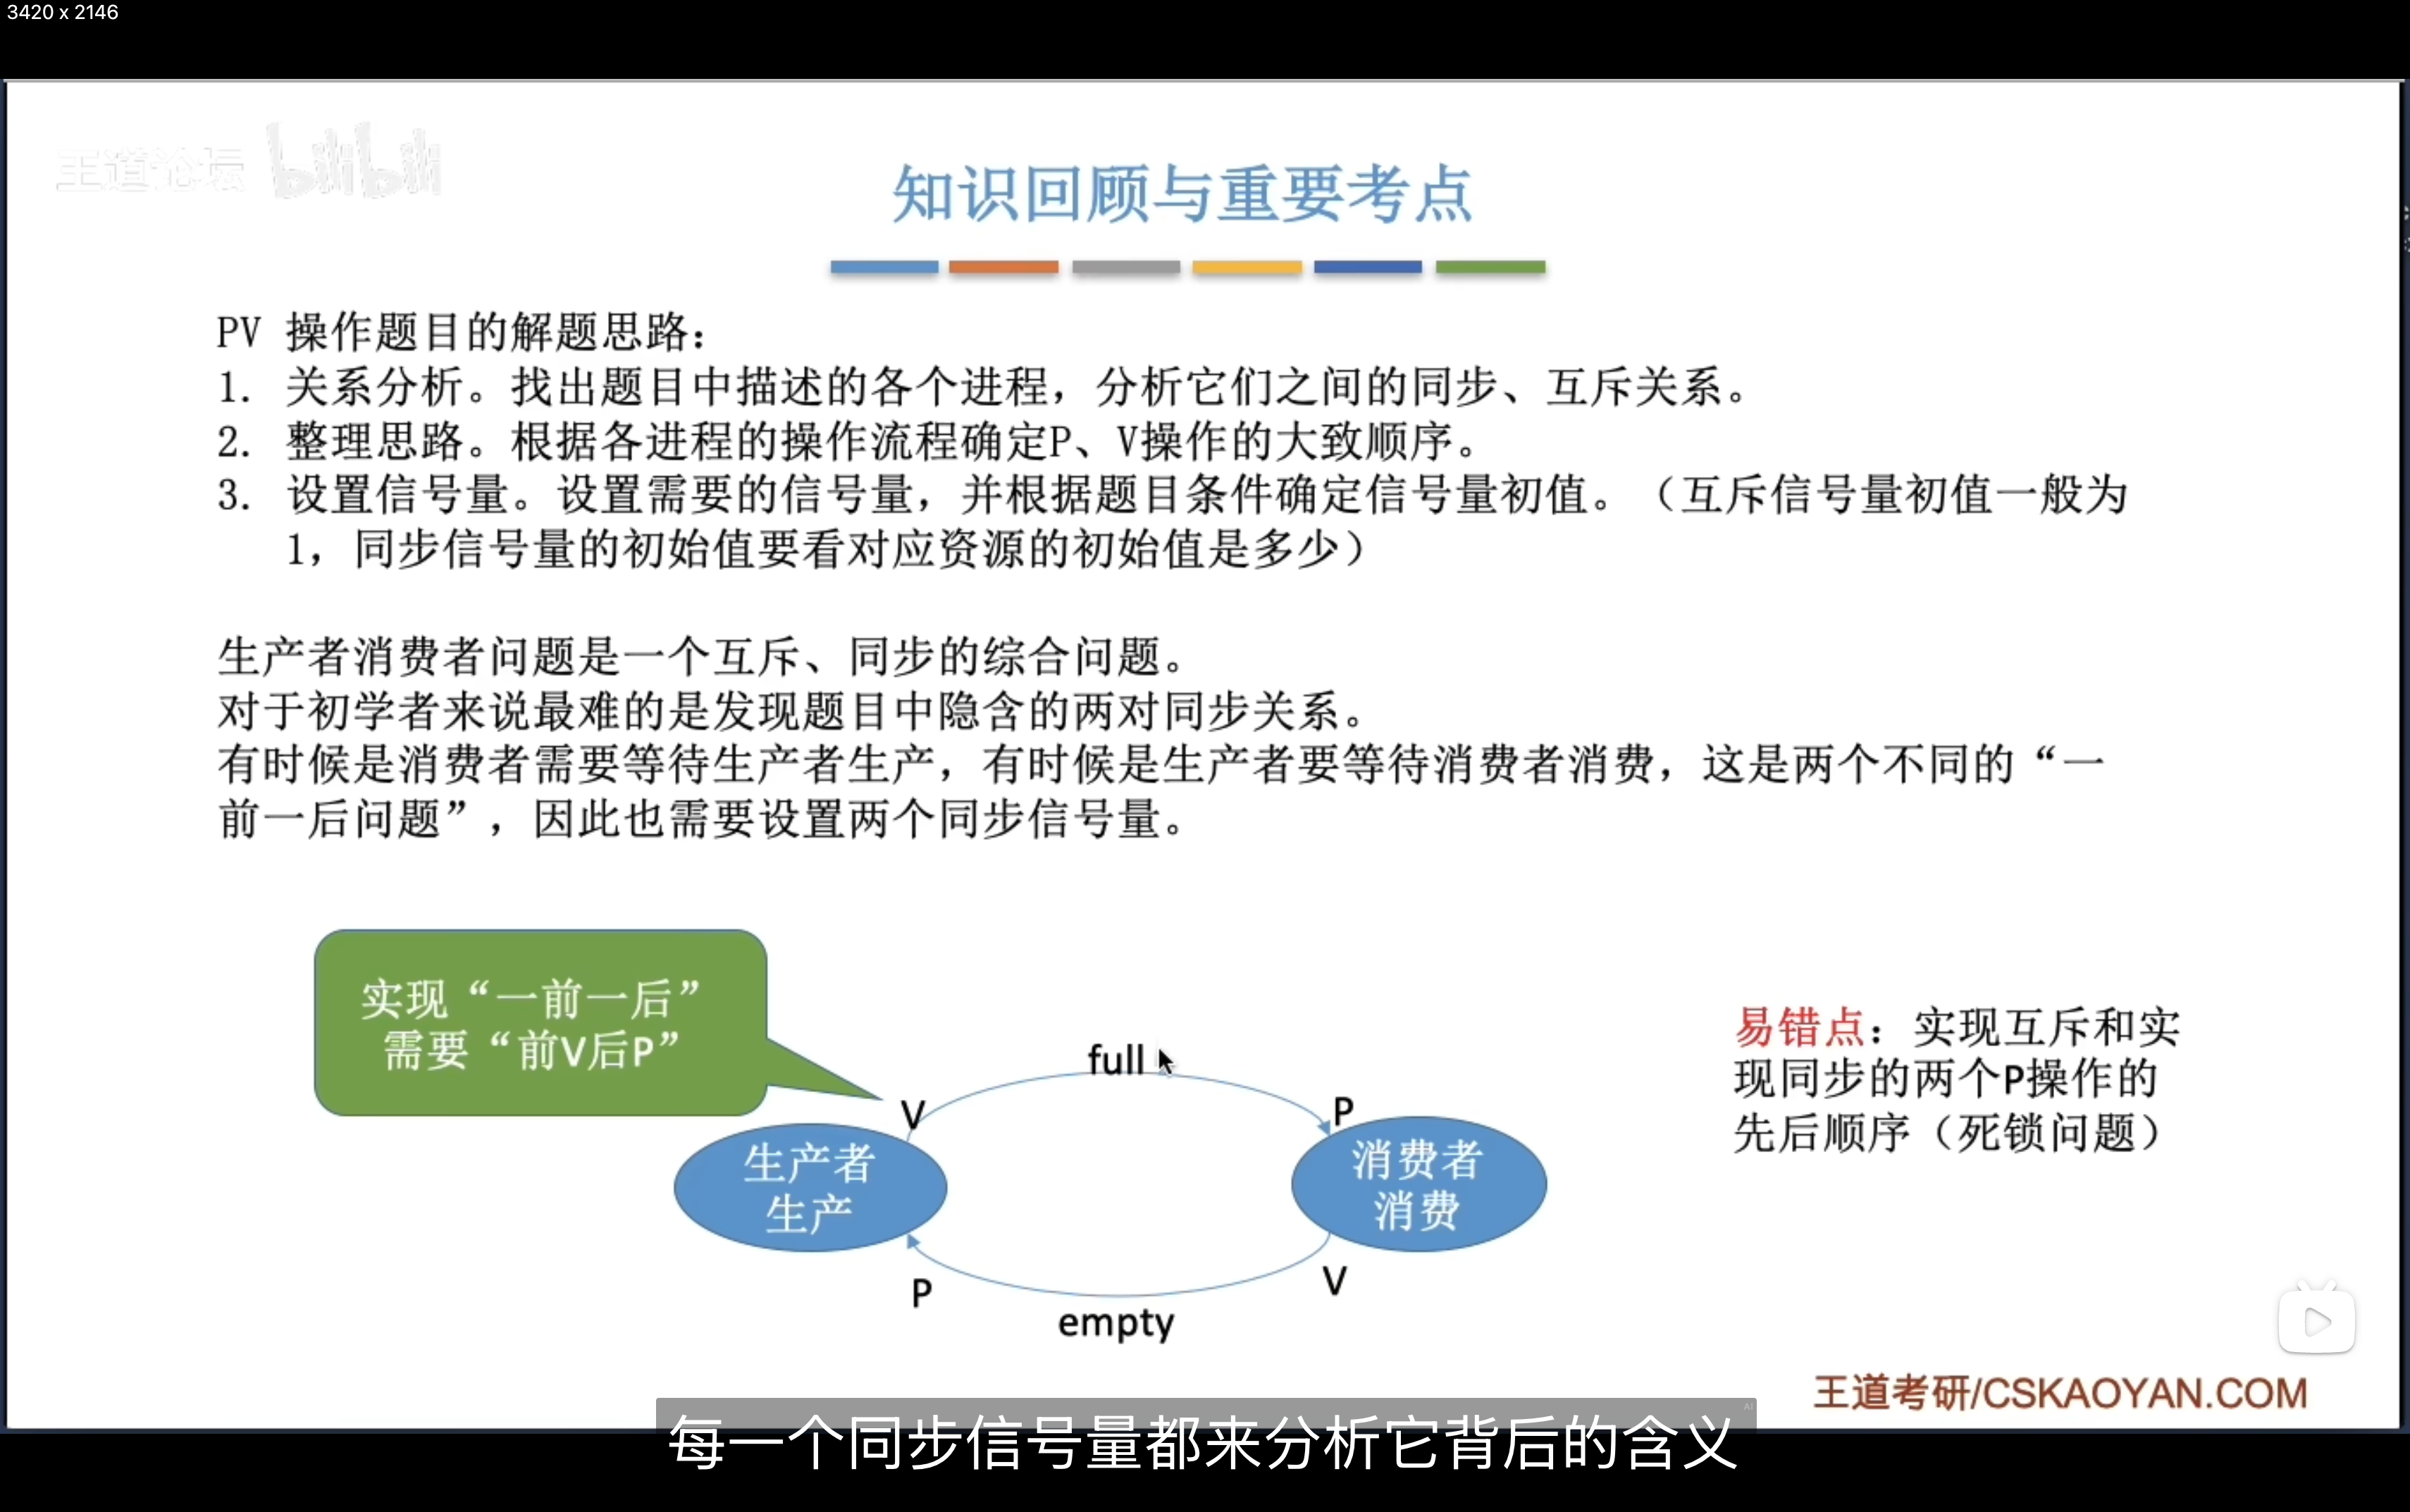 3420 x 2146
王道论坛 bilibili
知识回顾与重要考点
PV 操作题目的解题思路：
1. 关系分析。找出题目中描述的各个进程，分析它们之间的同步、互斥关系。
2. 整理思路。根据各进程的操作流程确定P、V操作的大致顺序。
3. 设置信号量。设置需要的信号量，并根据题目条件确定信号量初值。（互斥信号量初值一般为
1，同步信号量的初始值要看对应资源的初始值是多少）
生产者消费者问题是一个互斥、同步的综合问题。
对于初学者来说最难的是发现题目中隐含的两对同步关系。
有时候是消费者需要等待生产者生产，有时候是生产者要等待消费者消费，这是两个不同的“一
前一后问题”，因此也需要设置两个同步信号量。
实现“一前一后”
需要“前V后P”
full
V
P
生产者
生产
消费者
消费
P
V
empty
易错点：实现互斥和实
现同步的两个P操作的
先后顺序（死锁问题）
王道考研/CSKAOYAN.COM
AI
每一个同步信号量都来分析它背后的含义